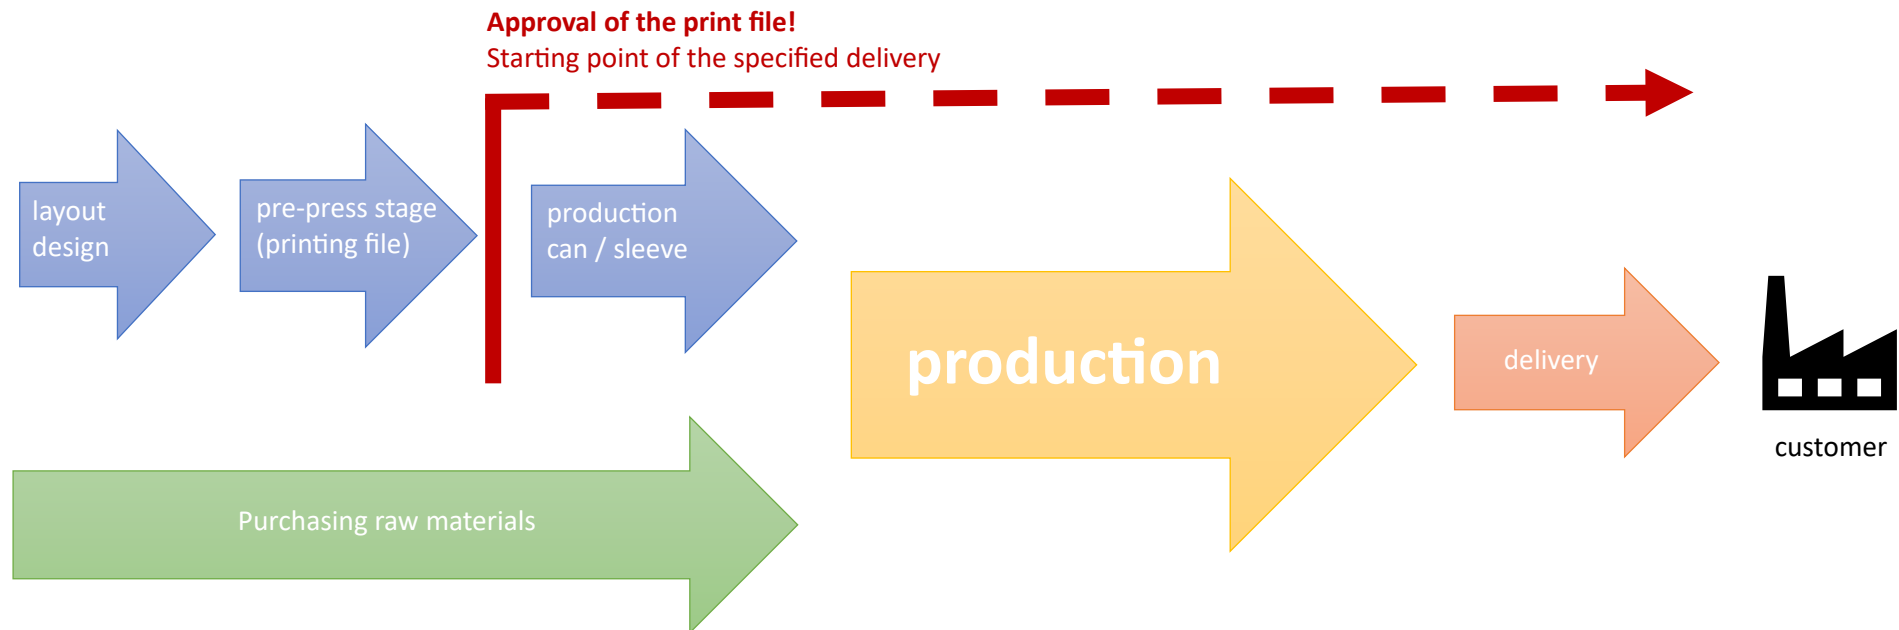 Approval of the print file!
Starting point of the specified delivery
layout
design
pre-press stage
(printing file)
production
can / sleeve
production
delivery
customer
Purchasing raw materials